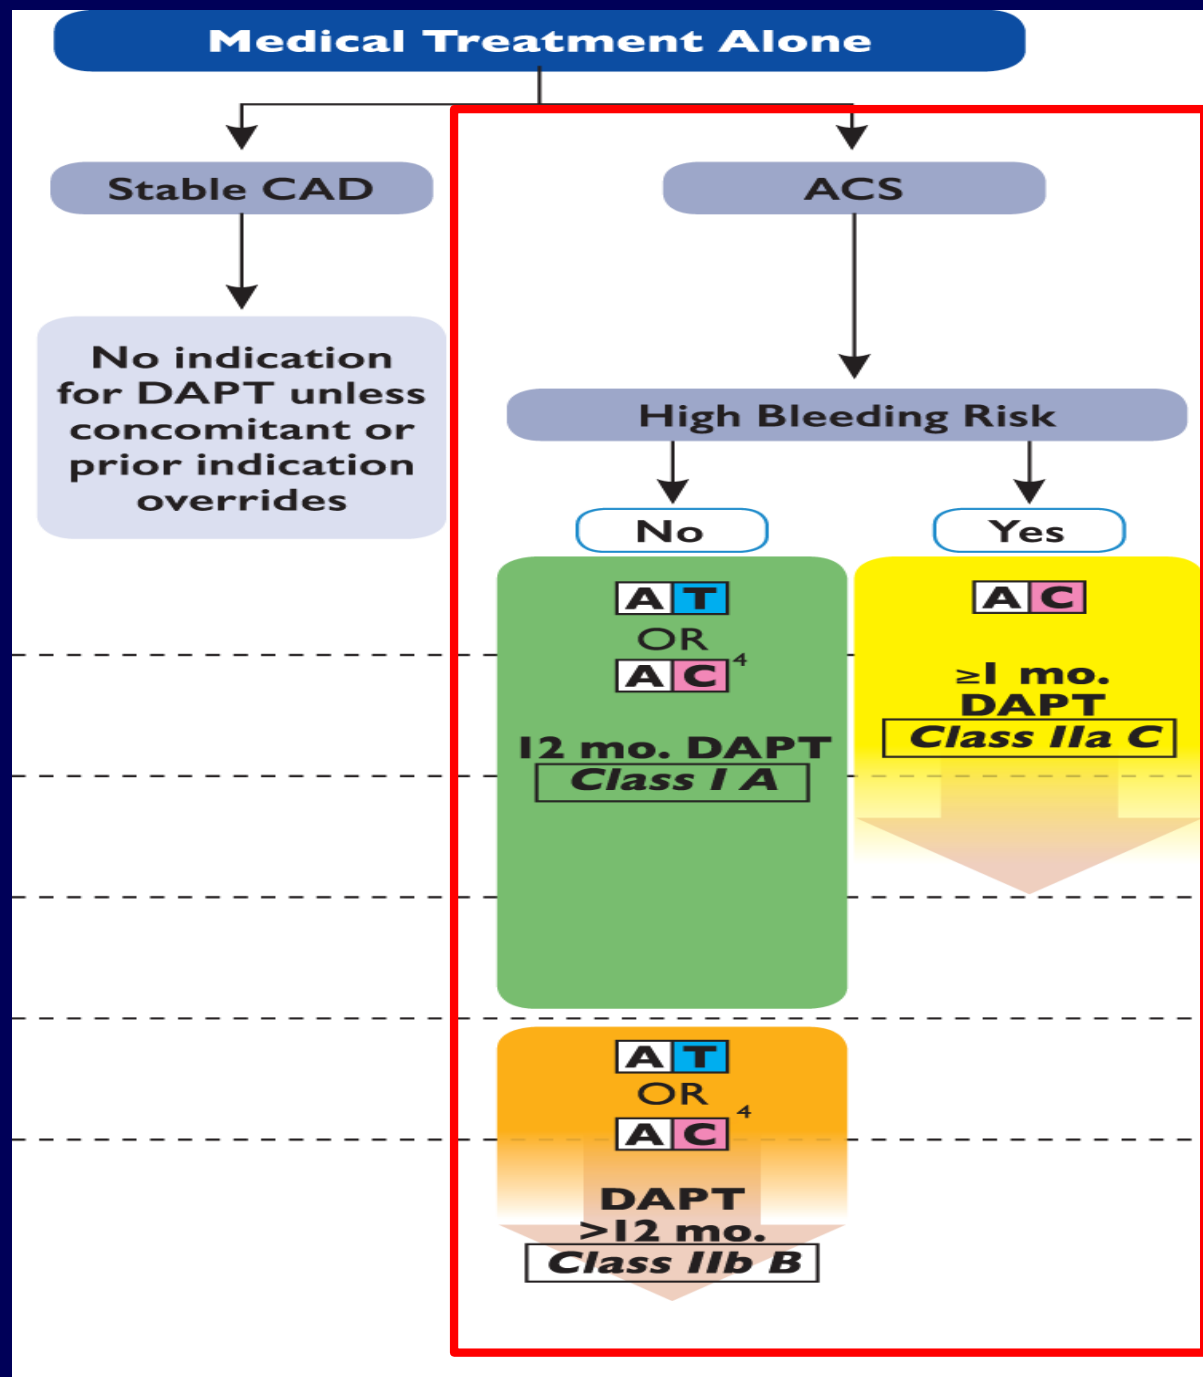 Medical Treatment Alone
Stable CAD
ACS
No indication
for DAPT unless
concomitant or
prior indication
overrides
High Bleeding Risk
No
Yes
A T
OR
A C 4
12 mo. DAPT
Class I A
A C
≥1 mo.
DAPT
Class IIa C
A T
OR
A C 4
DAPT
>12 mo.
Class IIb B